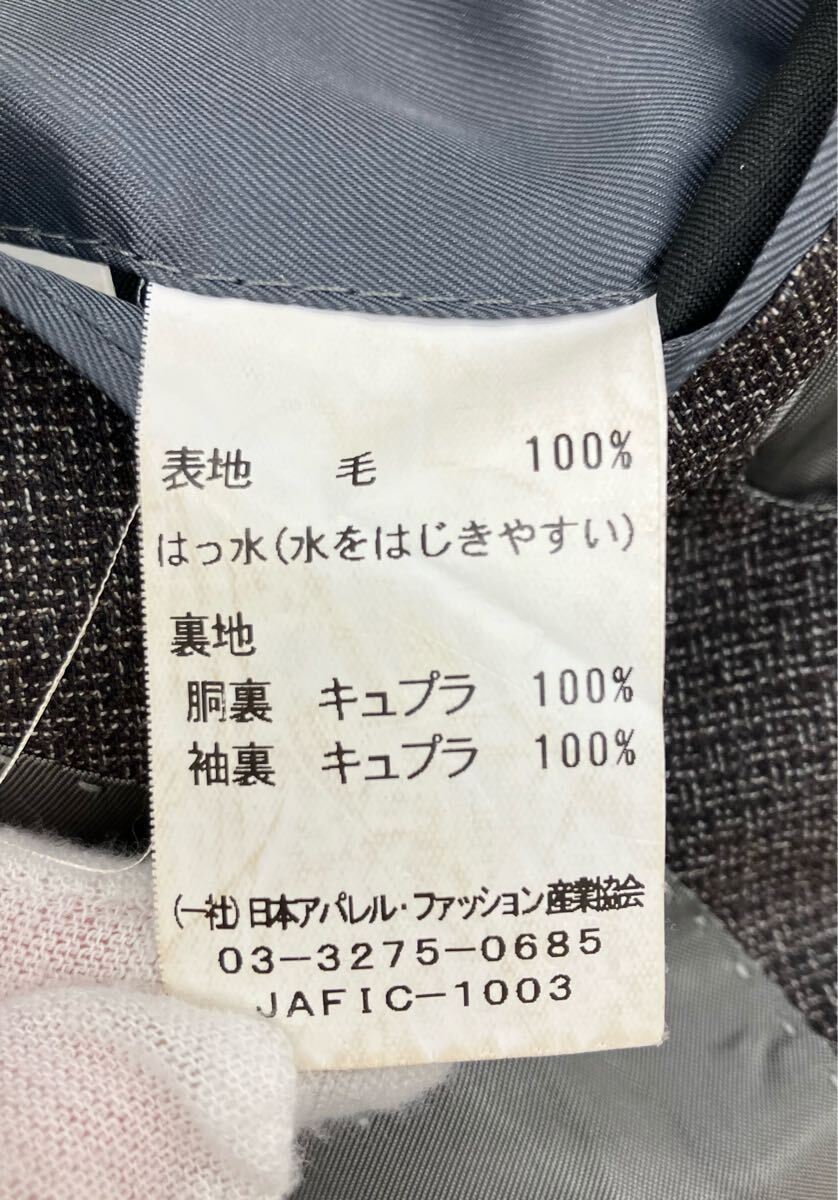 表地 毛 100%
はっ水(水をはじきやすい)
裏地
胴裏 キュプラ 100%
袖裏 キュプラ 100%
(一社)日本アパレル・ファッション産業協会
03-3275-0685
JAFIC-1003